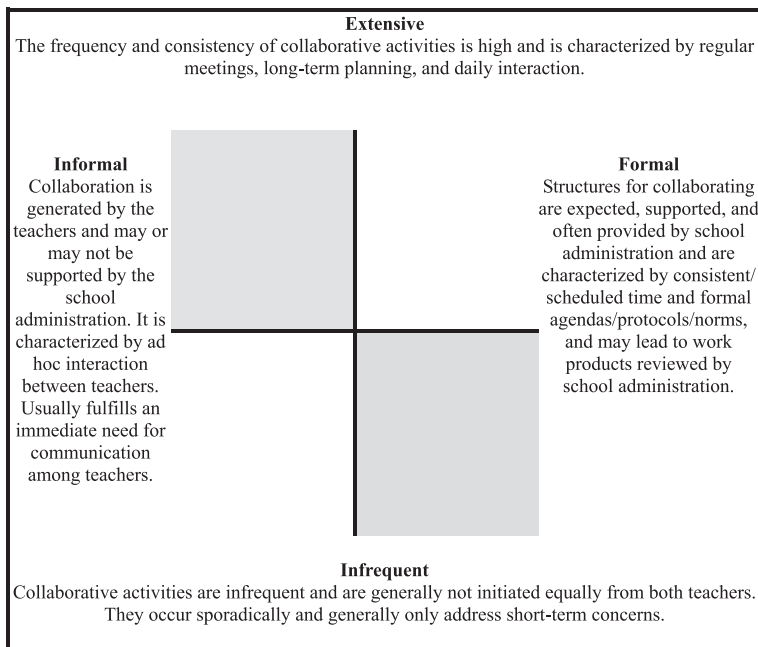 Extensive
The frequency and consistency of collaborative activities is high and is characterized by regular
meetings, long-term planning, and daily interaction.
Informal
Collaboration is
generated by the
teachers and may or
may not be
supported by the
school
administration. It is
characterized by ad
hoc interaction
between teachers.
Usually fulfills an
immediate need for
communication
among teachers.
Formal
Structures for collaborating
are expected, supported, and
often provided by school
administration and are
characterized by consistent/
scheduled time and formal
agendas/protocols/norms,
and may lead to work
products reviewed by
school administration.
Infrequent
Collaborative activities are infrequent and are generally not initiated equally from both teachers.
They occur sporadically and generally only address short-term concerns.